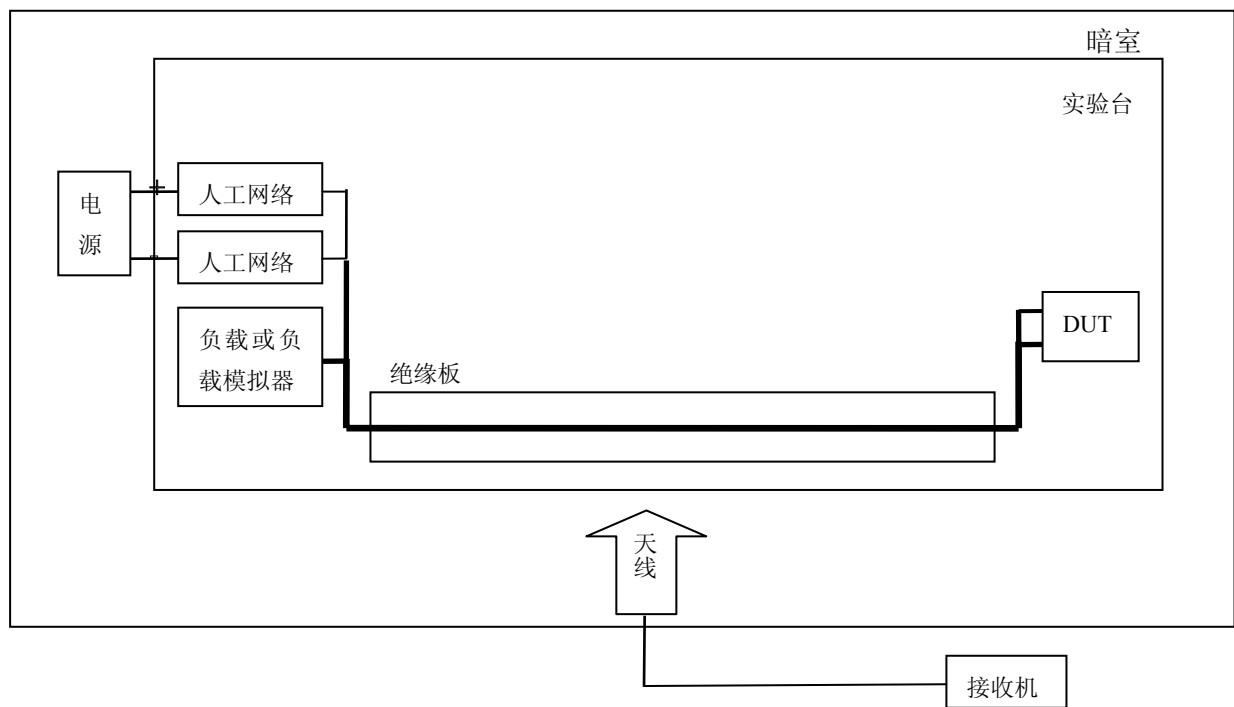 暗室
实验台
电
源
+
-
人工网络
人工网络
负载或负
载模拟器
绝缘板
DUT
天
线
接收机